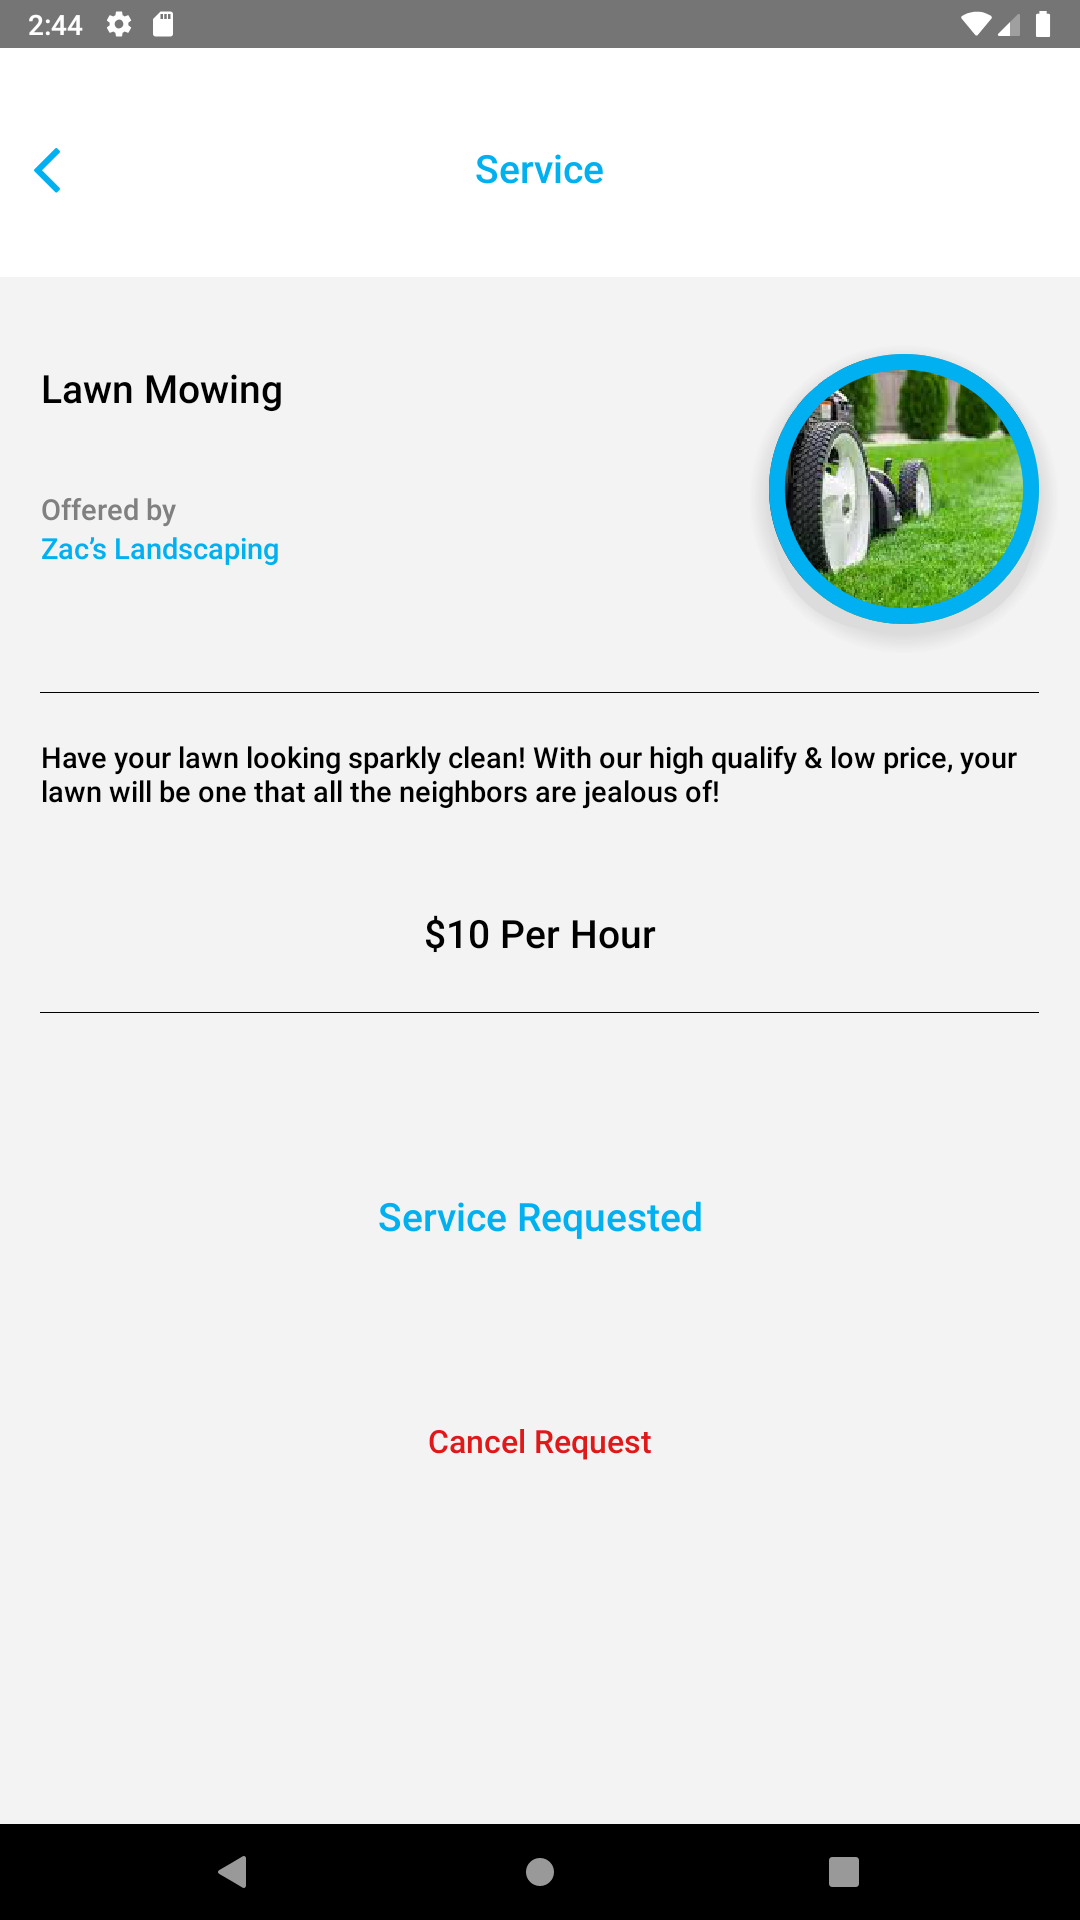 2:44
Service
Lawn Mowing
Offered by
Zac’s Landscaping
Have your lawn looking sparkly clean! With our high qualify & low price, your
lawn will be one that all the neighbors are jealous of!
$10 Per Hour
Service Requested
Cancel Request